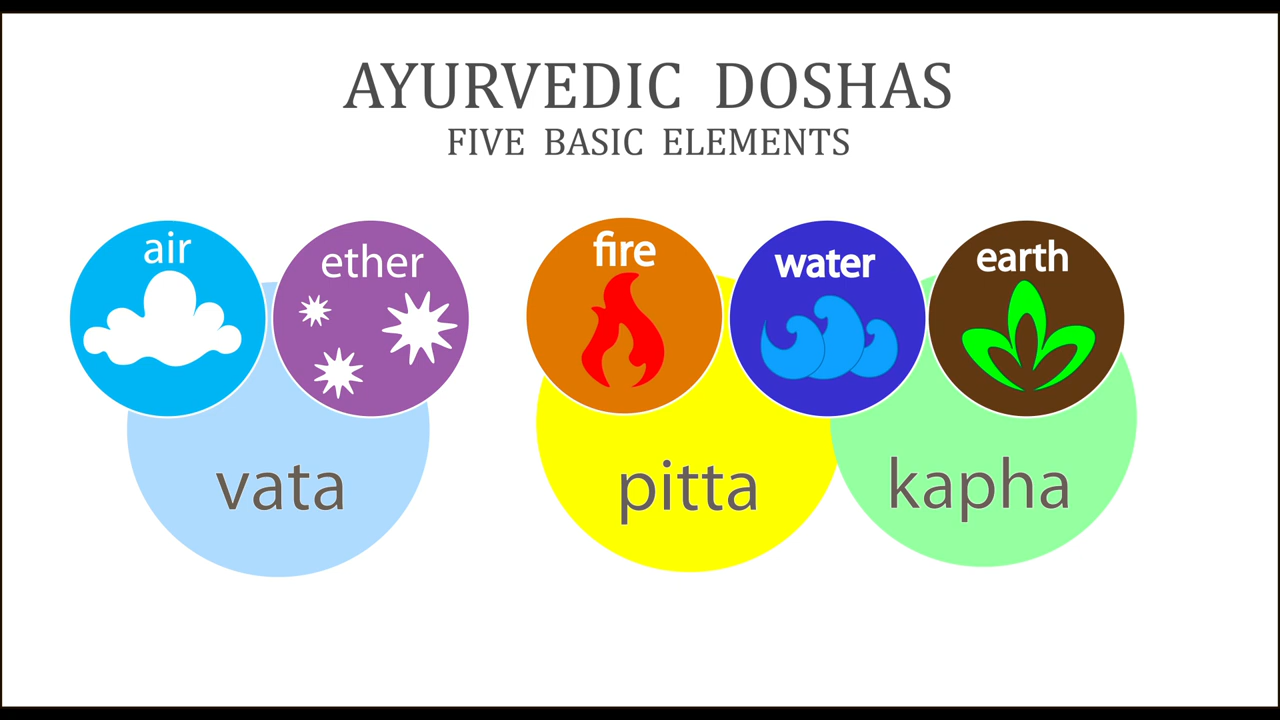 AYURVEDIC DOSHAS
FIVE BASIC ELEMENTS
air
ether
fire
water
earth
vata
pitta
kapha